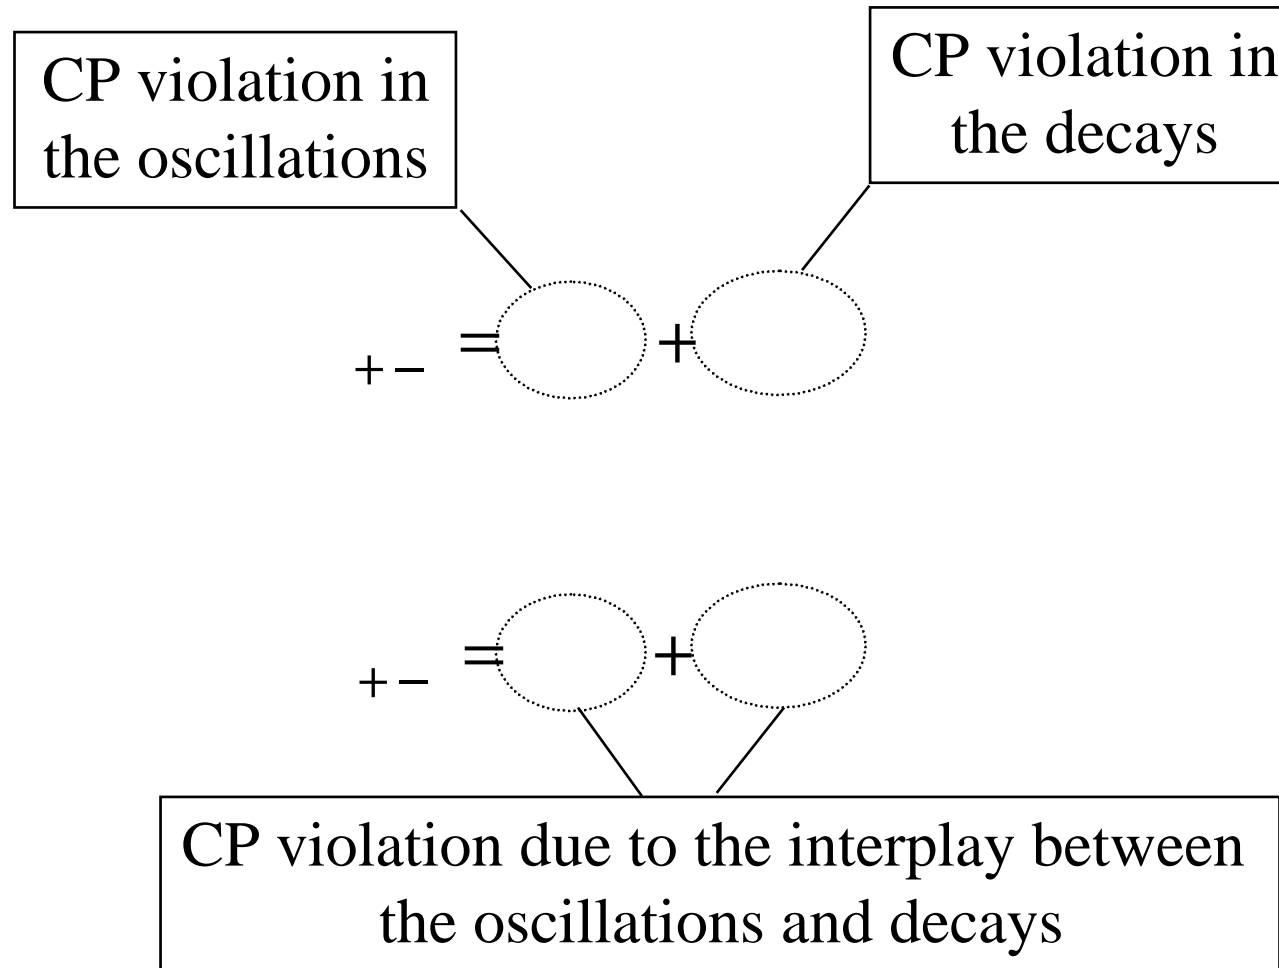 CP violation in
the oscillations
CP violation in
the decays
+ − = +
+ − = +
CP violation due to the interplay between
the oscillations and decays